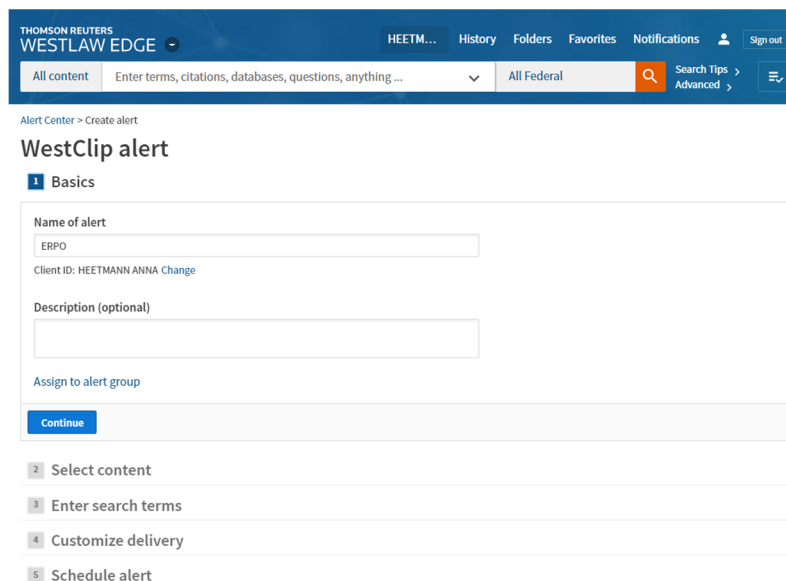 THOMSON REUTERS
WESTLAW EDGE
HEETM... History Folders Favorites Notifications Sign out
All content Enter terms, citations, databases, questions, anything ... All Federal Search Tips
Advanced
Alert Center > Create alert
WestClip alert
1 Basics
Name of alert
ERPO
Client ID: HEETMANN ANNA Change
Description (optional)
Assign to alert group
Continue
2 Select content
3 Enter search terms
4 Customize delivery
5 Schedule alert